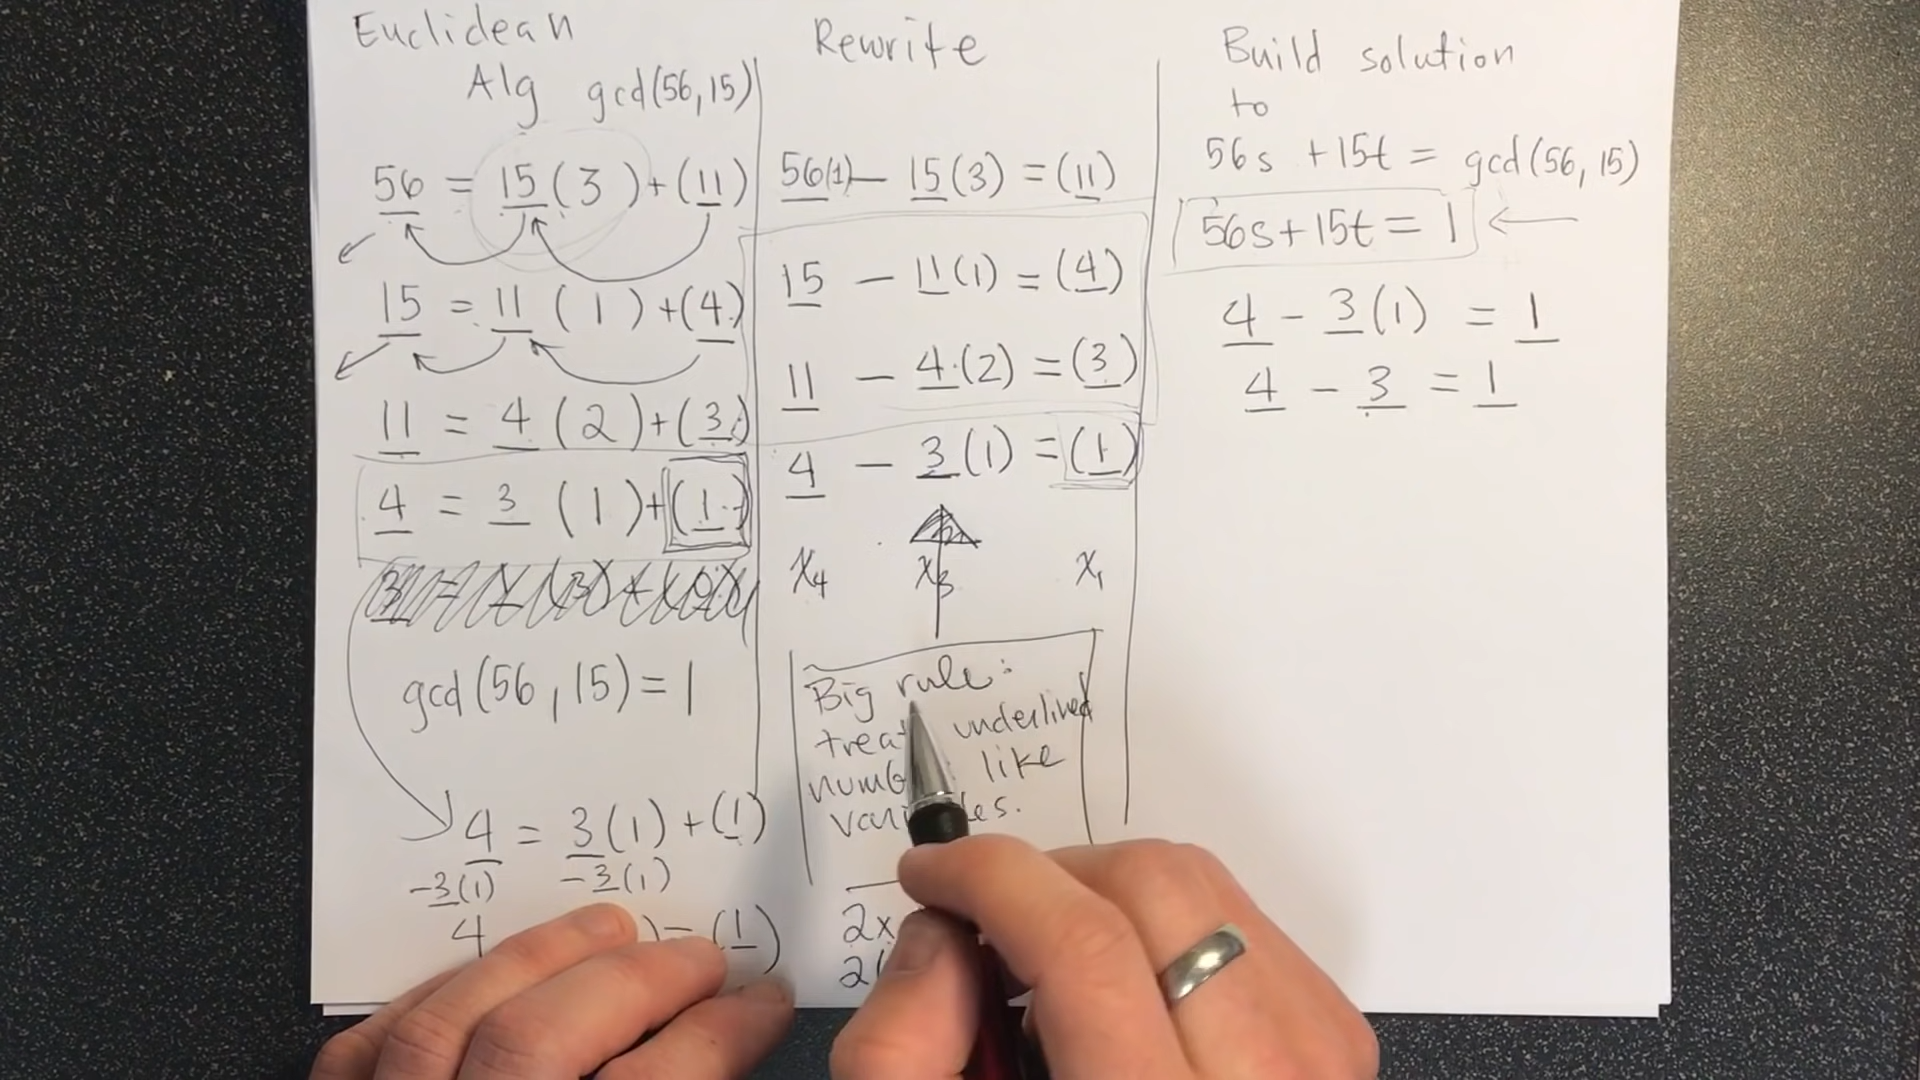 Euclidean
Alg gcd(56,15)
56 = 15(3)+(11)
15 = 11(1)+(4)
11 = 4(2)+(3)
4 = 3(1)+(1)
gcd(56,15)=1
4 = 3(1)+(1)
-3(1) -3(1)
4 )=(1)
Rewrite
56(1)-15(3)=(11)
15-11(1)=(4)
11-4·(2)=(3)
4-3(1)=(1)
x₄ x₃ x₁
Big rule:
treat underlined
like
2x
2(
Build solution
to
56s+15t=gcd(56,15)
56s+15t=1
4-3(1)=1
4-3=1